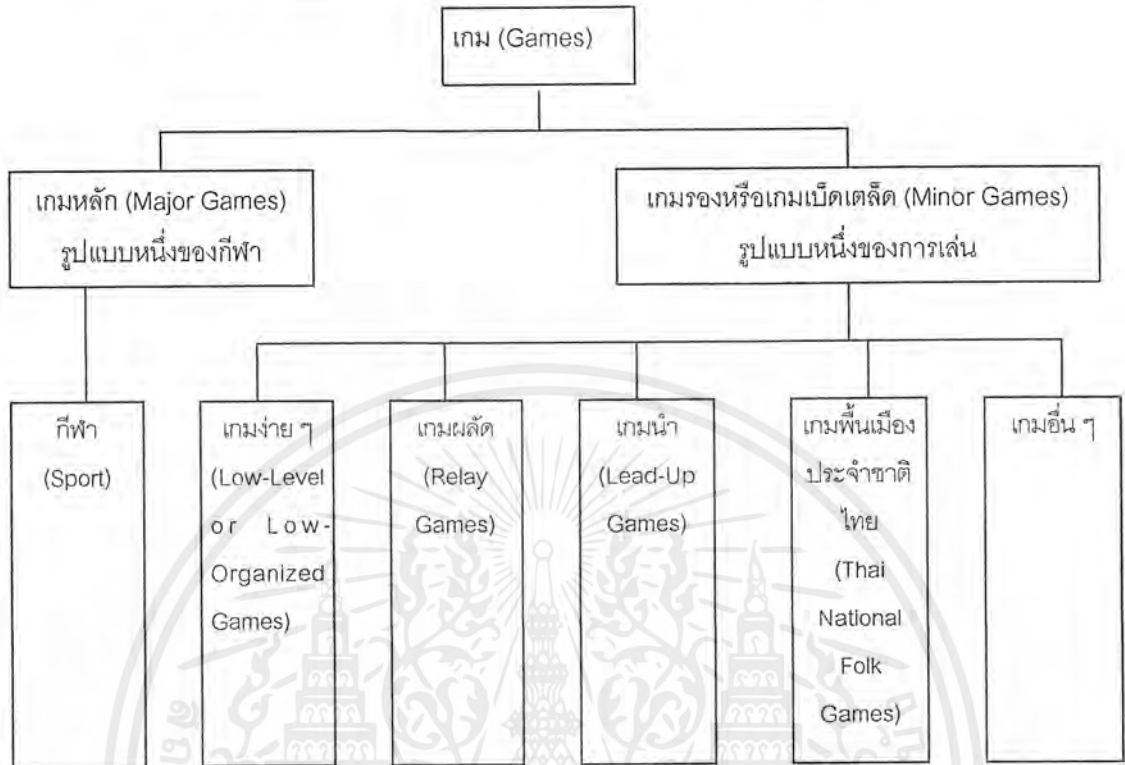 เกม (Games)
เกมหลัก (Major Games)
รูปแบบหนึ่งของกีฬา
เกมรองหรือเกมเบ็ดเตล็ด (Minor Games)
รูปแบบหนึ่งของการเล่น
กีฬา
(Sport)
เกมง่าย ๆ
(Low-Level
or Low-
Organized
Games)
เกมผลัด
(Relay
Games)
เกมนำ
(Lead-Up
Games)
เกมพื้นเมือง
ประจำชาติ
ไทย
(Thai
National
Folk
Games)
เกมอื่น ๆ